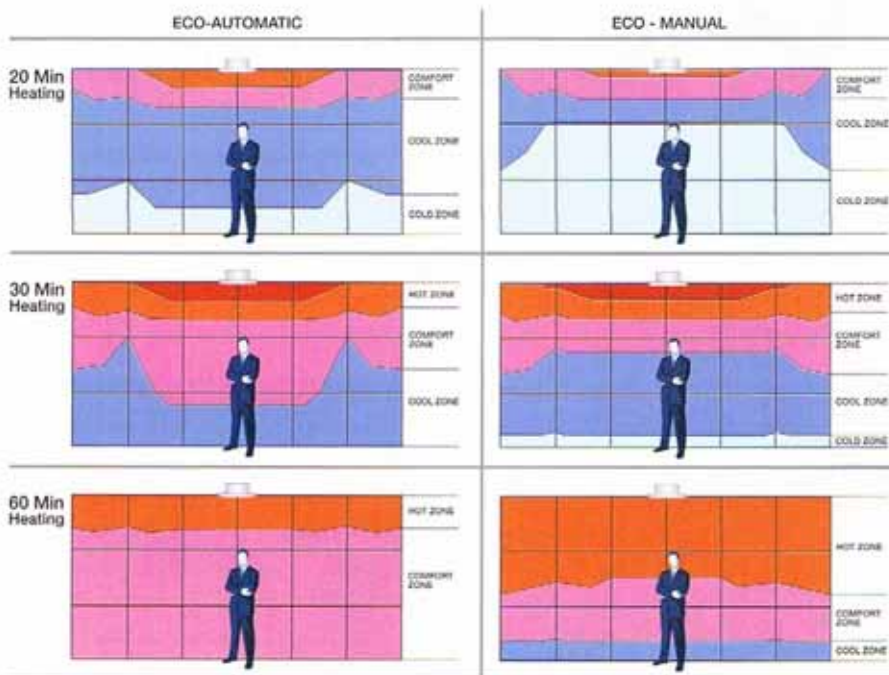 ECO-AUTOMATIC
ECO - MANUAL
20 Min
Heating
COMFORT
ZONE
COOL ZONE
COLD ZONE
COMFORT
ZONE
COOL ZONE
COLD ZONE
30 Min
Heating
HOT ZONE
COMFORT
ZONE
COOL ZONE
HOT ZONE
COMFORT
ZONE
COOL ZONE
COLD ZONE
60 Min
Heating
HOT ZONE
COMFORT
ZONE
HOT ZONE
COMFORT
ZONE
COOL ZONE